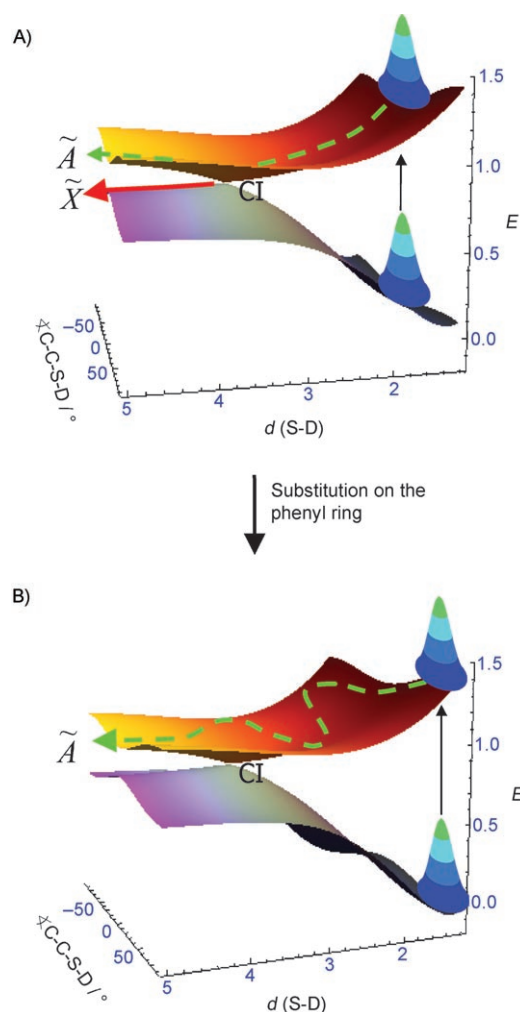 A)
1.5
Ã
1.0
X̃
CI
E
0.5
∢C-C-S-D / °
-50
0
50
0.0
5
4
3
2
d (S-D)
Substitution on the
phenyl ring
B)
1.5
Ã
1.0
CI
E
0.5
∢C-C-S-D / °
-50
0
50
0.0
5
4
3
2
d (S-D)